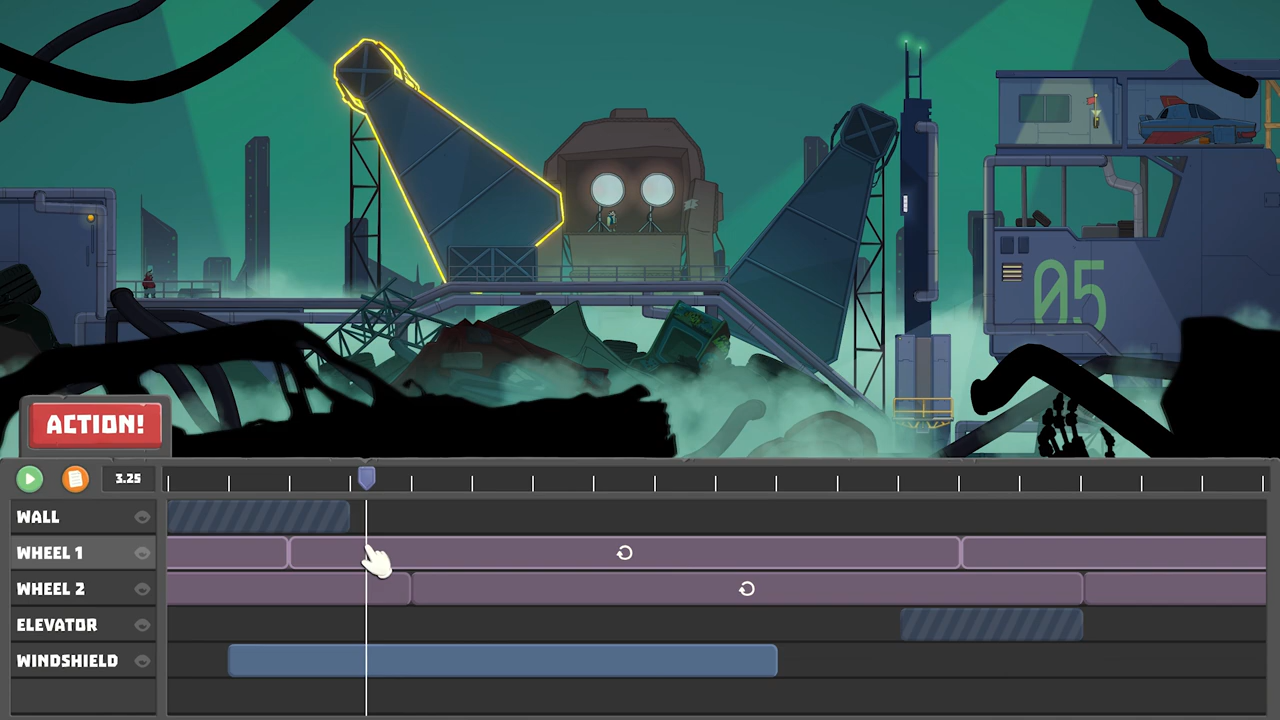 05
ACTION!
3.25
WALL
WHEEL 1
WHEEL 2
ELEVATOR
WINDSHIELD